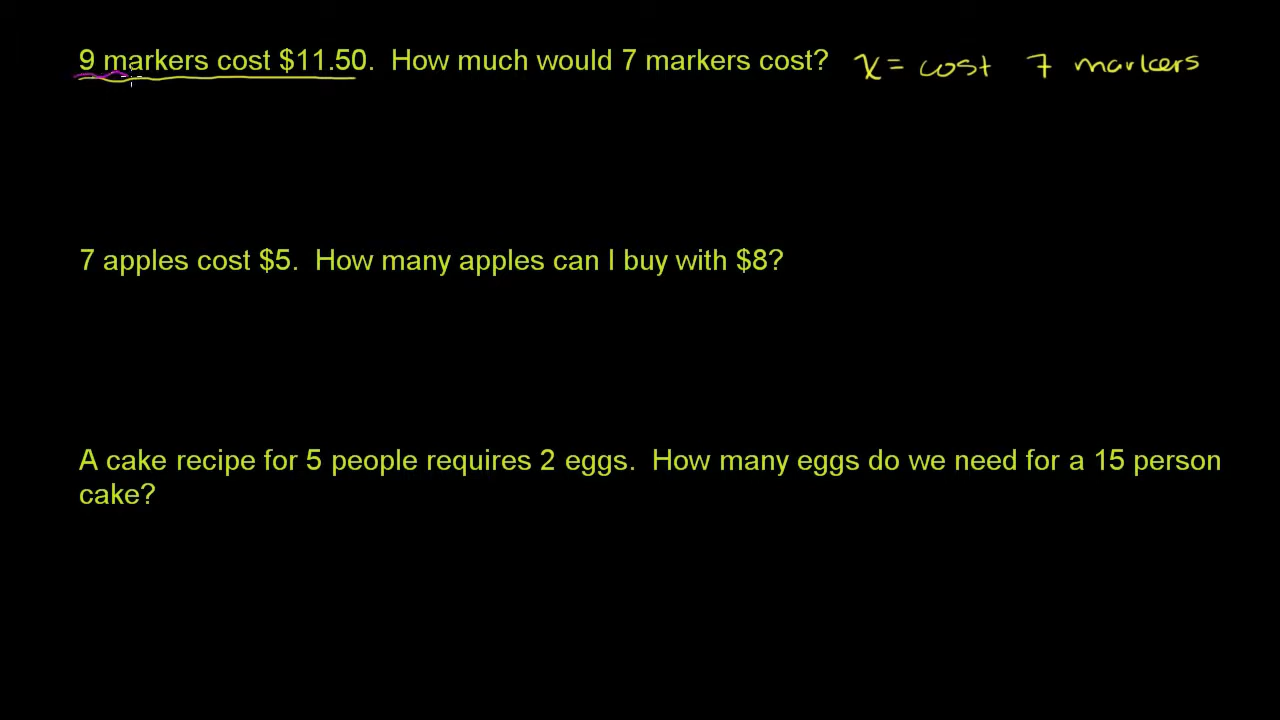 9 markers cost $11.50. How much would 7 markers cost? x = cost 7 markers
7 apples cost $5. How many apples can I buy with $8?
A cake recipe for 5 people requires 2 eggs. How many eggs do we need for a 15 person
cake?